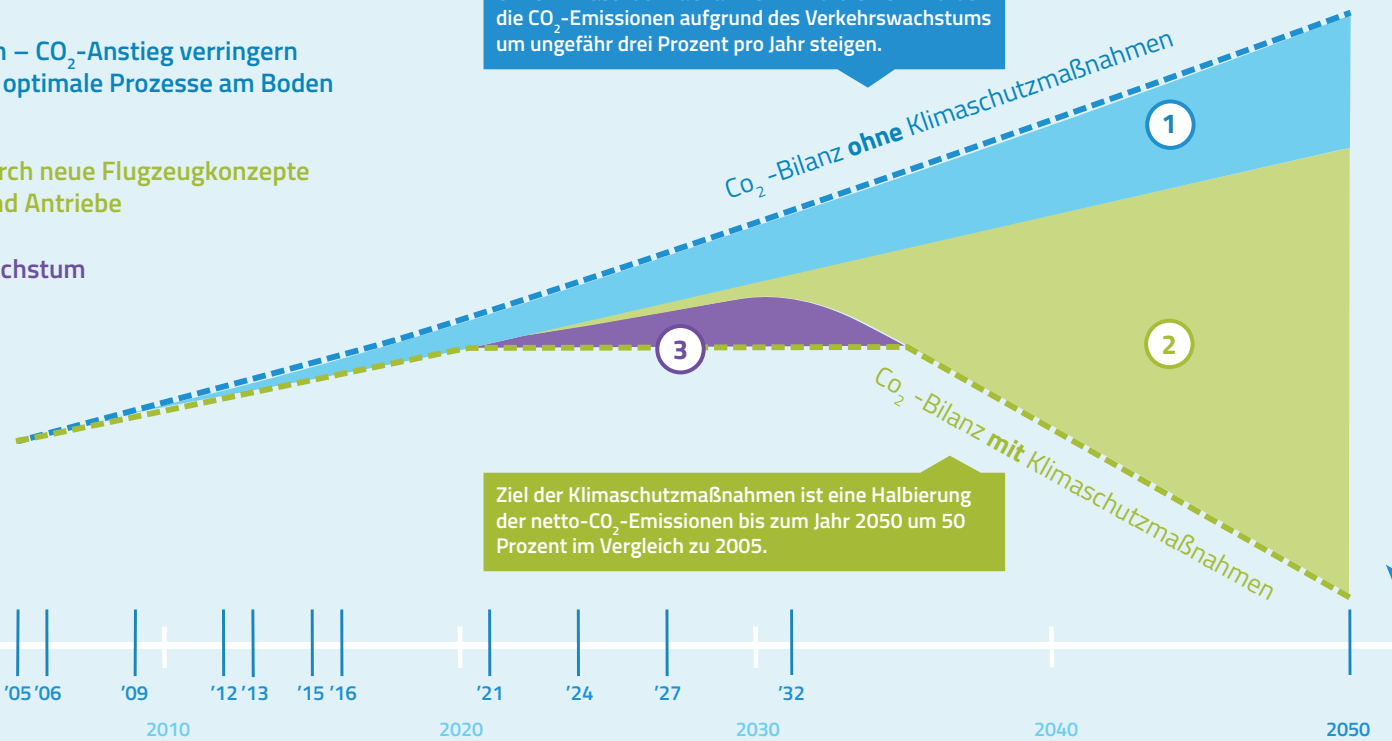 die CO₂-Emissionen aufgrund des Verkehrswachstums
um ungefähr drei Prozent pro Jahr steigen.
– CO₂-Anstieg verringern
optimale Prozesse am Boden
neue Flugzeugkonzepte
Antriebe
Co₂-Bilanz ohne Klimaschutzmaßnahmen
1
2
3
Co₂-Bilanz mit Klimaschutzmaßnahmen
Ziel der Klimaschutzmaßnahmen ist eine Halbierung
der netto-CO₂-Emissionen bis zum Jahr 2050 um 50
Prozent im Vergleich zu 2005.
’05 ’06 ’09 ’12 ’13 ’15 ’16 ’21 ’24 ’27 ’32
2010 2020 2030 2040 2050